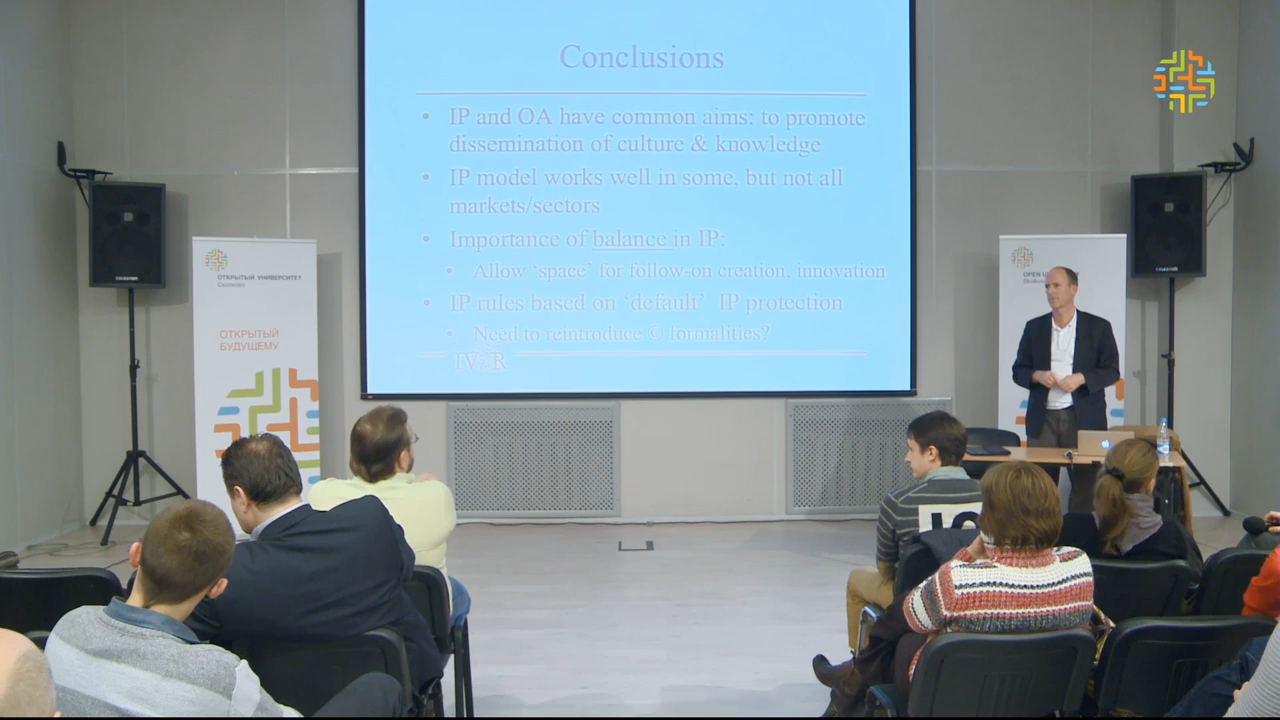 Conclusions
• IP and OA have common aims: to promote
dissemination of culture & knowledge
• IP model works well in some, but not all
markets/sectors
• Importance of balance in IP:
• Allow ‘space’ for follow-on creation, innovation
• IP rules based on ‘default’ IP protection
• Need to reintroduce © formalities?
ОТКРЫТЫЙ УНИВЕРСИТЕТ
Сколково
ОТКРЫТЫЙ
БУДУЩЕМУ
OPEN